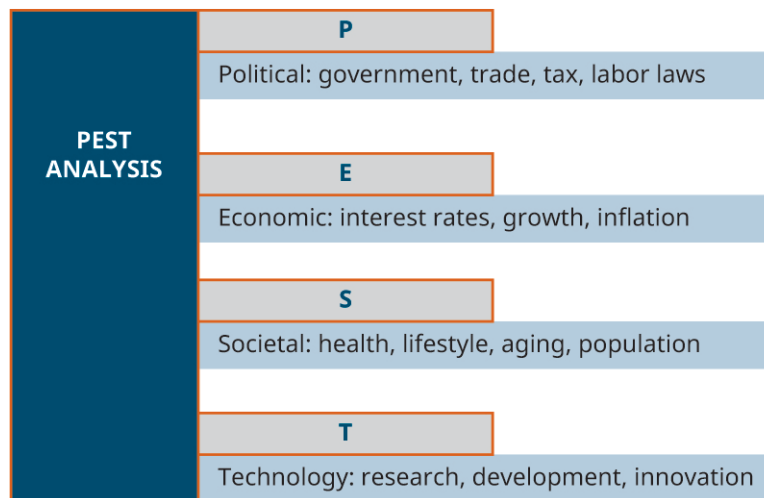 PEST
ANALYSIS
P
Political: government, trade, tax, labor laws
E
Economic: interest rates, growth, inflation
S
Societal: health, lifestyle, aging, population
T
Technology: research, development, innovation